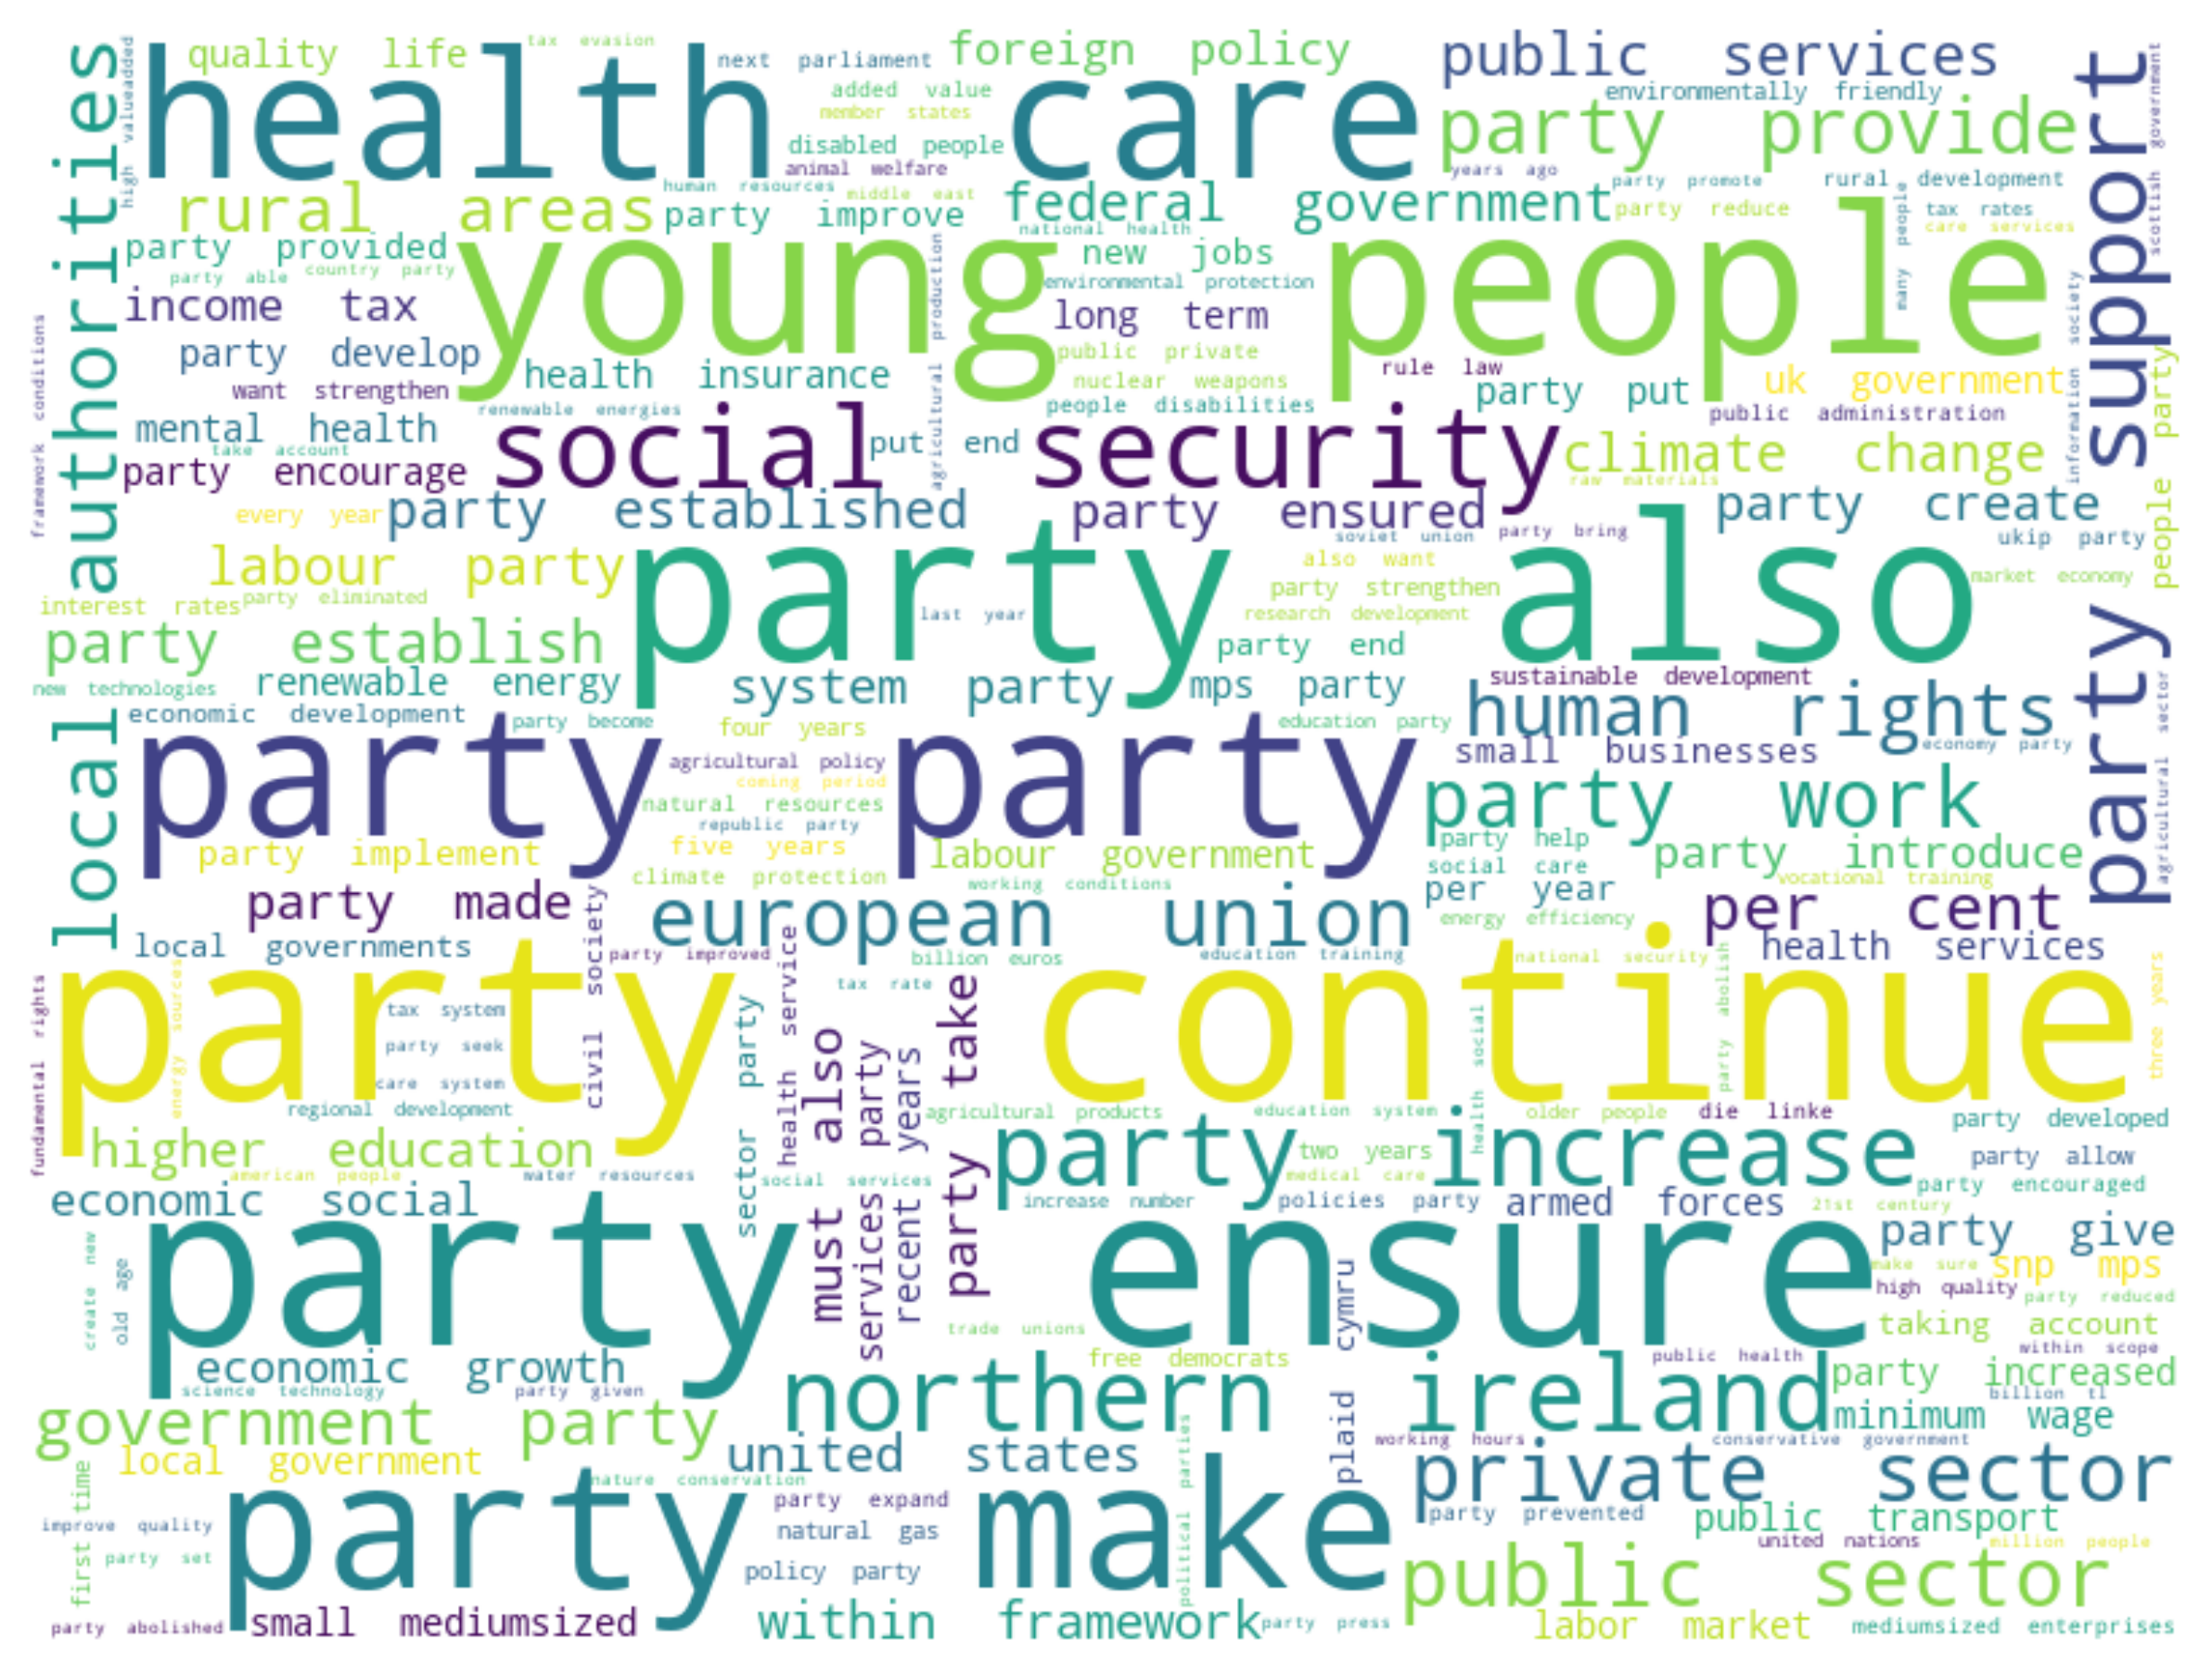 quality life
tax evasion
next parliament
foreign policy
public services
health care
added value
environmentally friendly
member states
party provide
disabled people
animal welfare
years ago
human resources
middle east
party promote
rural development
rural areas
party improve
federal government
party reduce
tax rates
national health
care services
party provided
new jobs
young people
party able
country party
environmental protection
income tax
long term
party develop
public private
health insurance
rule law
nuclear weapons
want strengthen
party put
uk government
renewable energies
people disabilities
public administration
mental health
put end
take account
social security
climate change
party encourage
raw materials
every year
party established
party ensured
party create
soviet union
party bring
ukip party
labour party
also want
party also
market economy
party strengthen
interest rates
party eliminated
last year
research development
party establish
party end
sustainable development
new technologies
renewable energy
system party
mps party
economic development
party become
four years
education party
human rights
economy party
party party
agricultural policy
small businesses
coming period
natural resources
party work
republic party
party help
party implement
five years
labour government
party introduce
social care
climate protection
working conditions
vocational training
per year
party made
european union
energy efficiency
per cent
local governments
party improved
billion euros
education training
national security
health services
tax rate
party continue
tax system
party seek
care system
regional development
agricultural products
education system
older people
die linke
party developed
higher education
party increase
two years
party allow
american people
water resources
social services
medical care
party encouraged
economic social
increase number
policies party
armed forces
21st century
party give
party ensure
make sure
snp mps
high quality
party reduced
trade unions
taking account
within scope
economic growth
free democrats
public health
party increased
science technology
party given
northern ireland
billion tl
government party
minimum wage
local government
united states
working hours
conservative government
nature conservation
private sector
party make
party expand
party prevented
public transport
improve quality
natural gas
united nations
million people
party set
policy party
public sector
party abolished
small mediumsized
within framework
party press
labor market
mediumsized enterprises
local authorities
high valueadded
framework conditions
agricultural production
many people
party support
scottish government
information society
people party
agricultural sector
civil society
fundamental rights
energy sources
sector party
health service
must also
services party
recent years
party take
health social
party abolish
three years
create new
old age
plaid cymru
first time
political parties